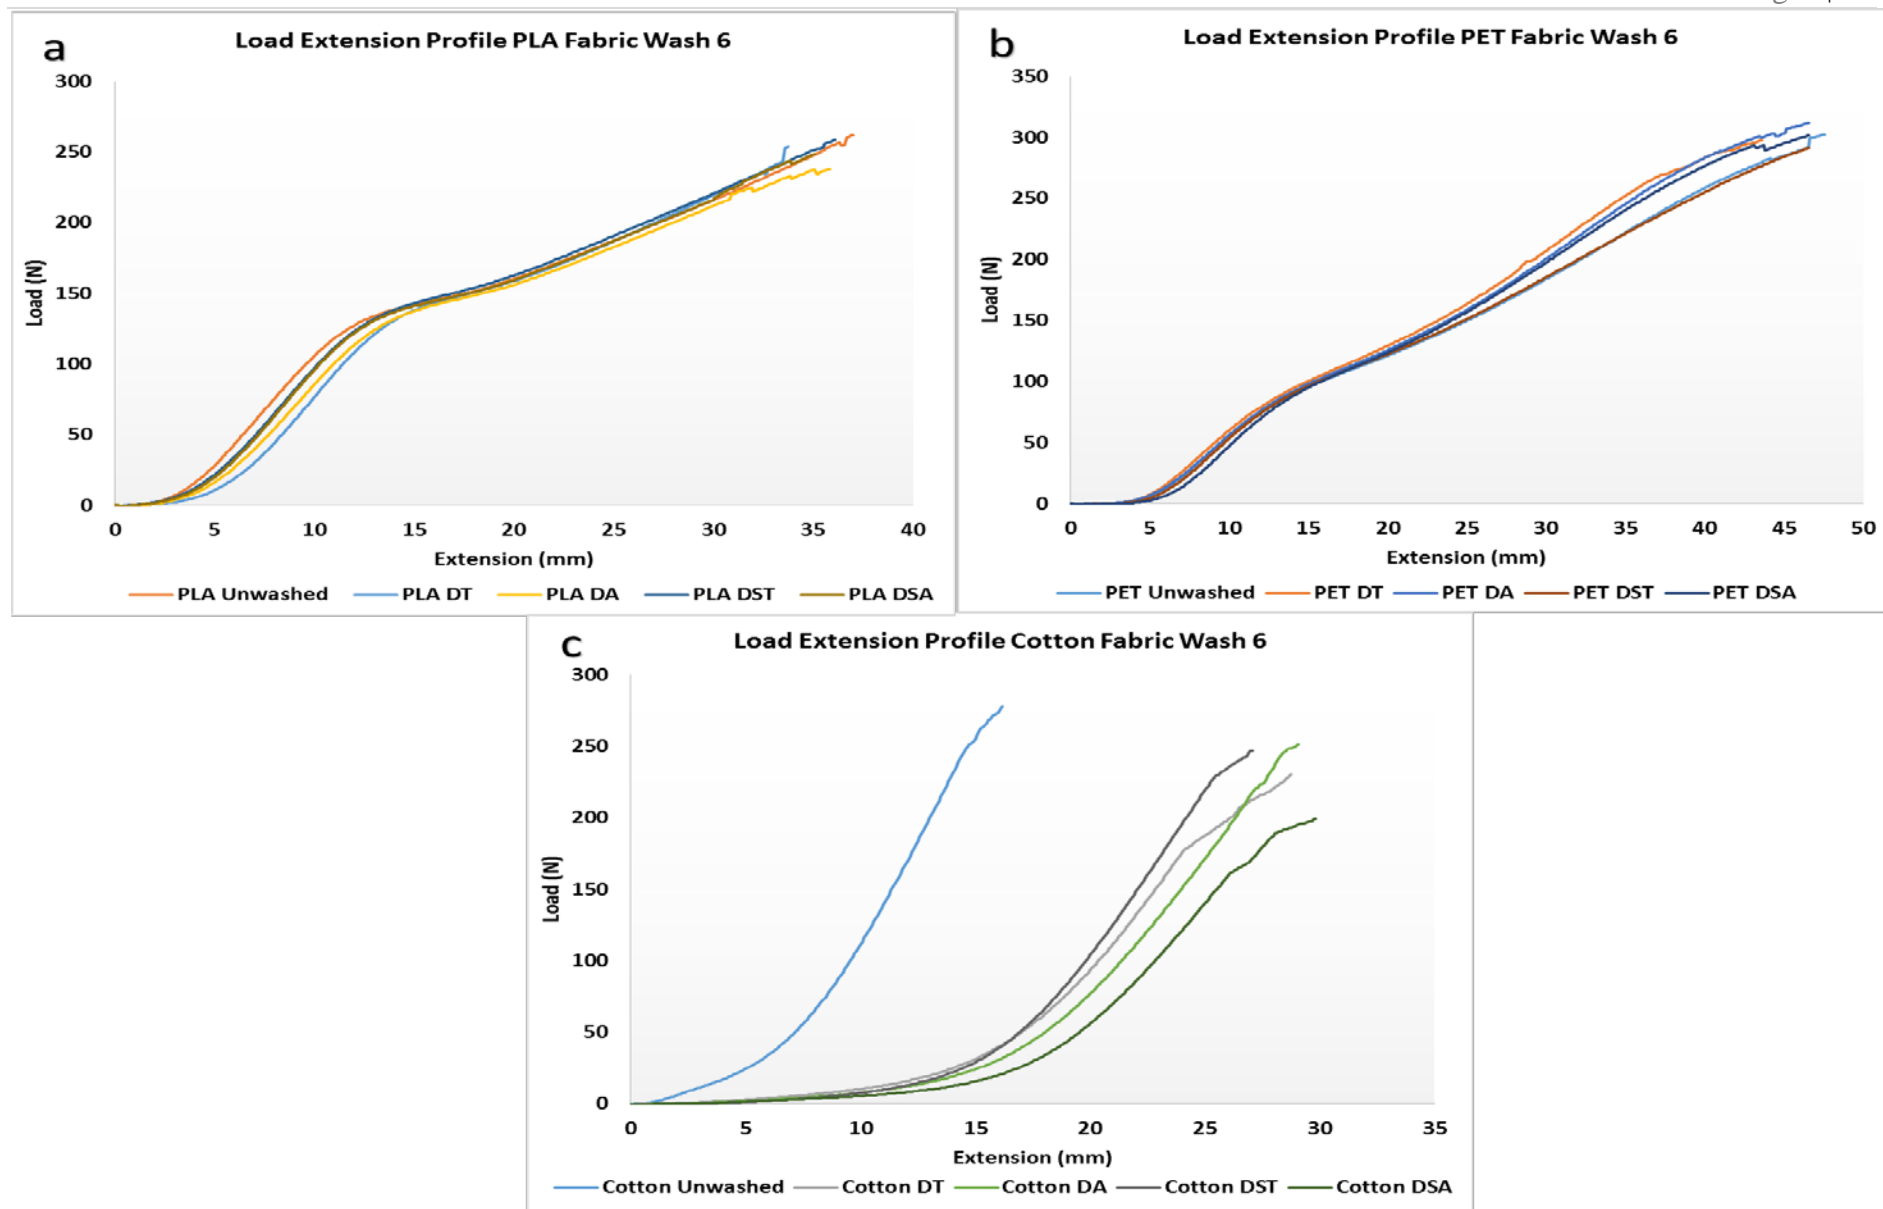 a
Load Extension Profile PLA Fabric Wash 6
300
250
200
150
100
50
0
Load (N)
0 5 10 15 20 25 30 35 40
Extension (mm)
PLA Unwashed PLA DT PLA DA PLA DST PLA DSA
b
Load Extension Profile PET Fabric Wash 6
350
300
250
200
150
100
50
0
Load (N)
0 5 10 15 20 25 30 35 40 45 50
Extension (mm)
PET Unwashed PET DT PET DA PET DST PET DSA
c
Load Extension Profile Cotton Fabric Wash 6
300
250
200
150
100
50
0
Load (N)
0 5 10 15 20 25 30 35
Extension (mm)
Cotton Unwashed Cotton DT Cotton DA Cotton DST Cotton DSA